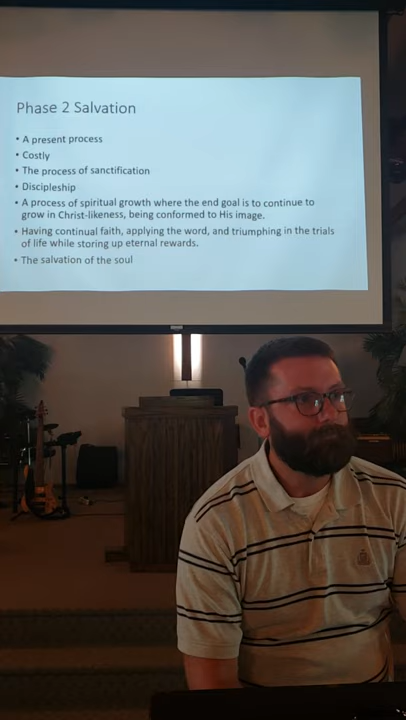 Phase 2 Salvation
• A present process
• Costly
• The process of sanctification
• Discipleship
• A process of spiritual growth where the end goal is to continue to
grow in Christ-likeness, being conformed to His image.
• Having continual faith, applying the word, and triumphing in the trials
of life while storing up eternal rewards.
• The salvation of the soul